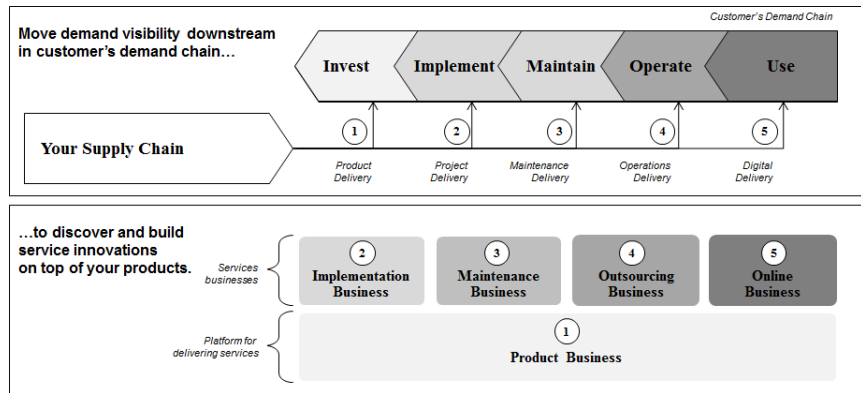 Customer's Demand Chain
Move demand visibility downstream
in customer's demand chain…
Invest
Implement
Maintain
Operate
Use
Your Supply Chain
1
2
3
4
5
Product
Delivery
Project
Delivery
Maintenance
Delivery
Operations
Delivery
Digital
Delivery
…to discover and build
service innovations
on top of your products.
Services
businesses
2
Implementation
Business
3
Maintenance
Business
4
Outsourcing
Business
5
Online
Business
Platform for
delivering services
1
Product Business